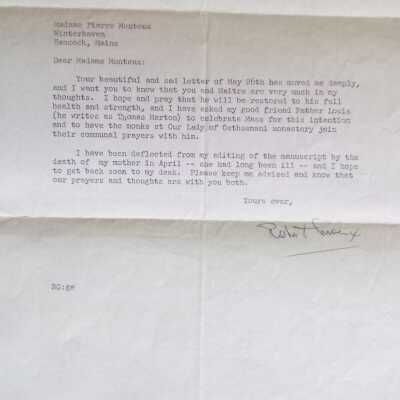 Madame Pierre Monteux
Winterhaven
Hancock, Maine
Dear Madame Monteux:
Your beautiful and sad letter of May 26th has moved me deeply,
and I want you to know that you and Maitre are very much in my
thoughts. I hope and pray that he will be restored to his full
health and strength, and I have asked my good friend Father Louis
(he writes as Thomas Merton) to celebrate Mass for this intention
and to have the monks at Our Lady of Gethsemani monastery join
their communal prayers with him.
I have been deflected from my editing of the manuscript by the
death of my mother in April -- she had long been ill -- and I hope
to get back soon to my desk. Please keep me advised and know that
our prayers and thoughts are with you both.
Yours ever,
Robert Giroux
RG:gm